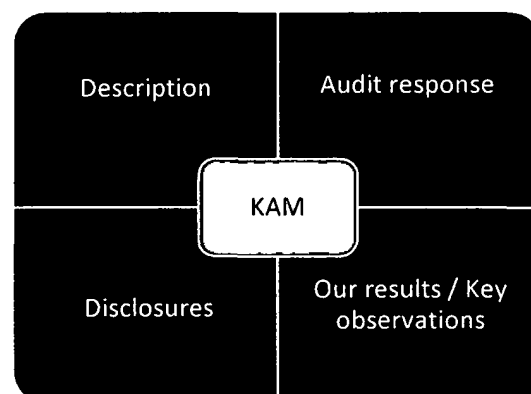 Description
Audit response
KAM
Disclosures
Our results / Key
observations